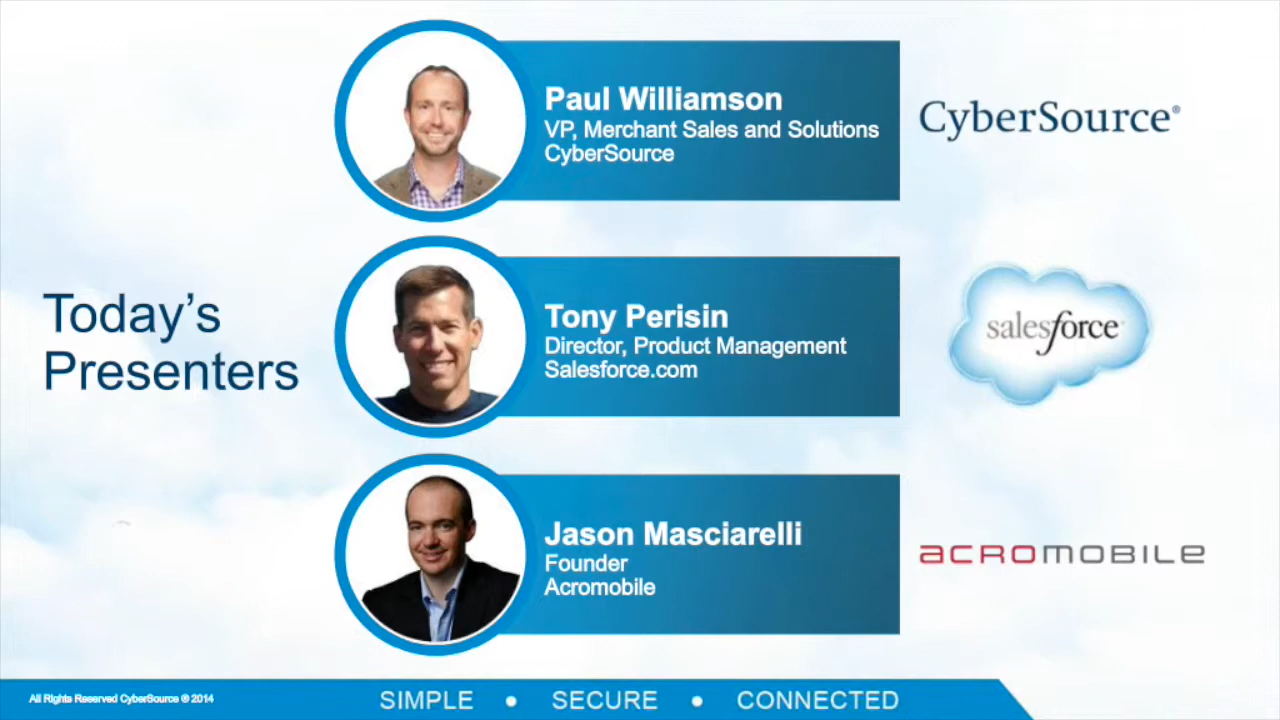 Today's
Presenters
Paul Williamson
VP, Merchant Sales and Solutions
CyberSource
CyberSource®
Tony Perisin
Director, Product Management
Salesforce.com
salesforce
Jason Masciarelli
Founder
Acromobile
ACROMOBILE
All Rights Reserved CyberSource ® 2014
SIMPLE • SECURE • CONNECTED